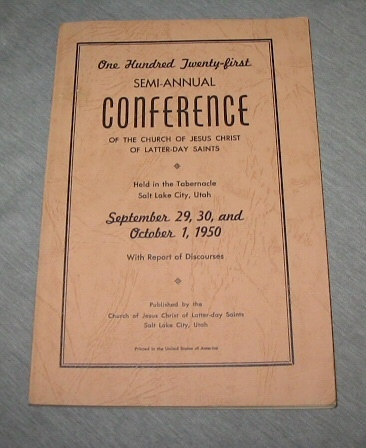 One Hundred Twenty-first
SEMI-ANNUAL
CONFERENCE
OF THE CHURCH OF JESUS CHRIST
OF LATTER-DAY SAINTS
Held in the Tabernacle
Salt Lake City, Utah
September 29, 30, and
October 1, 1950
With Report of Discourses
Published by the
Church of Jesus Christ of Latter-day Saints
Salt Lake City, Utah
Printed in the United States of America